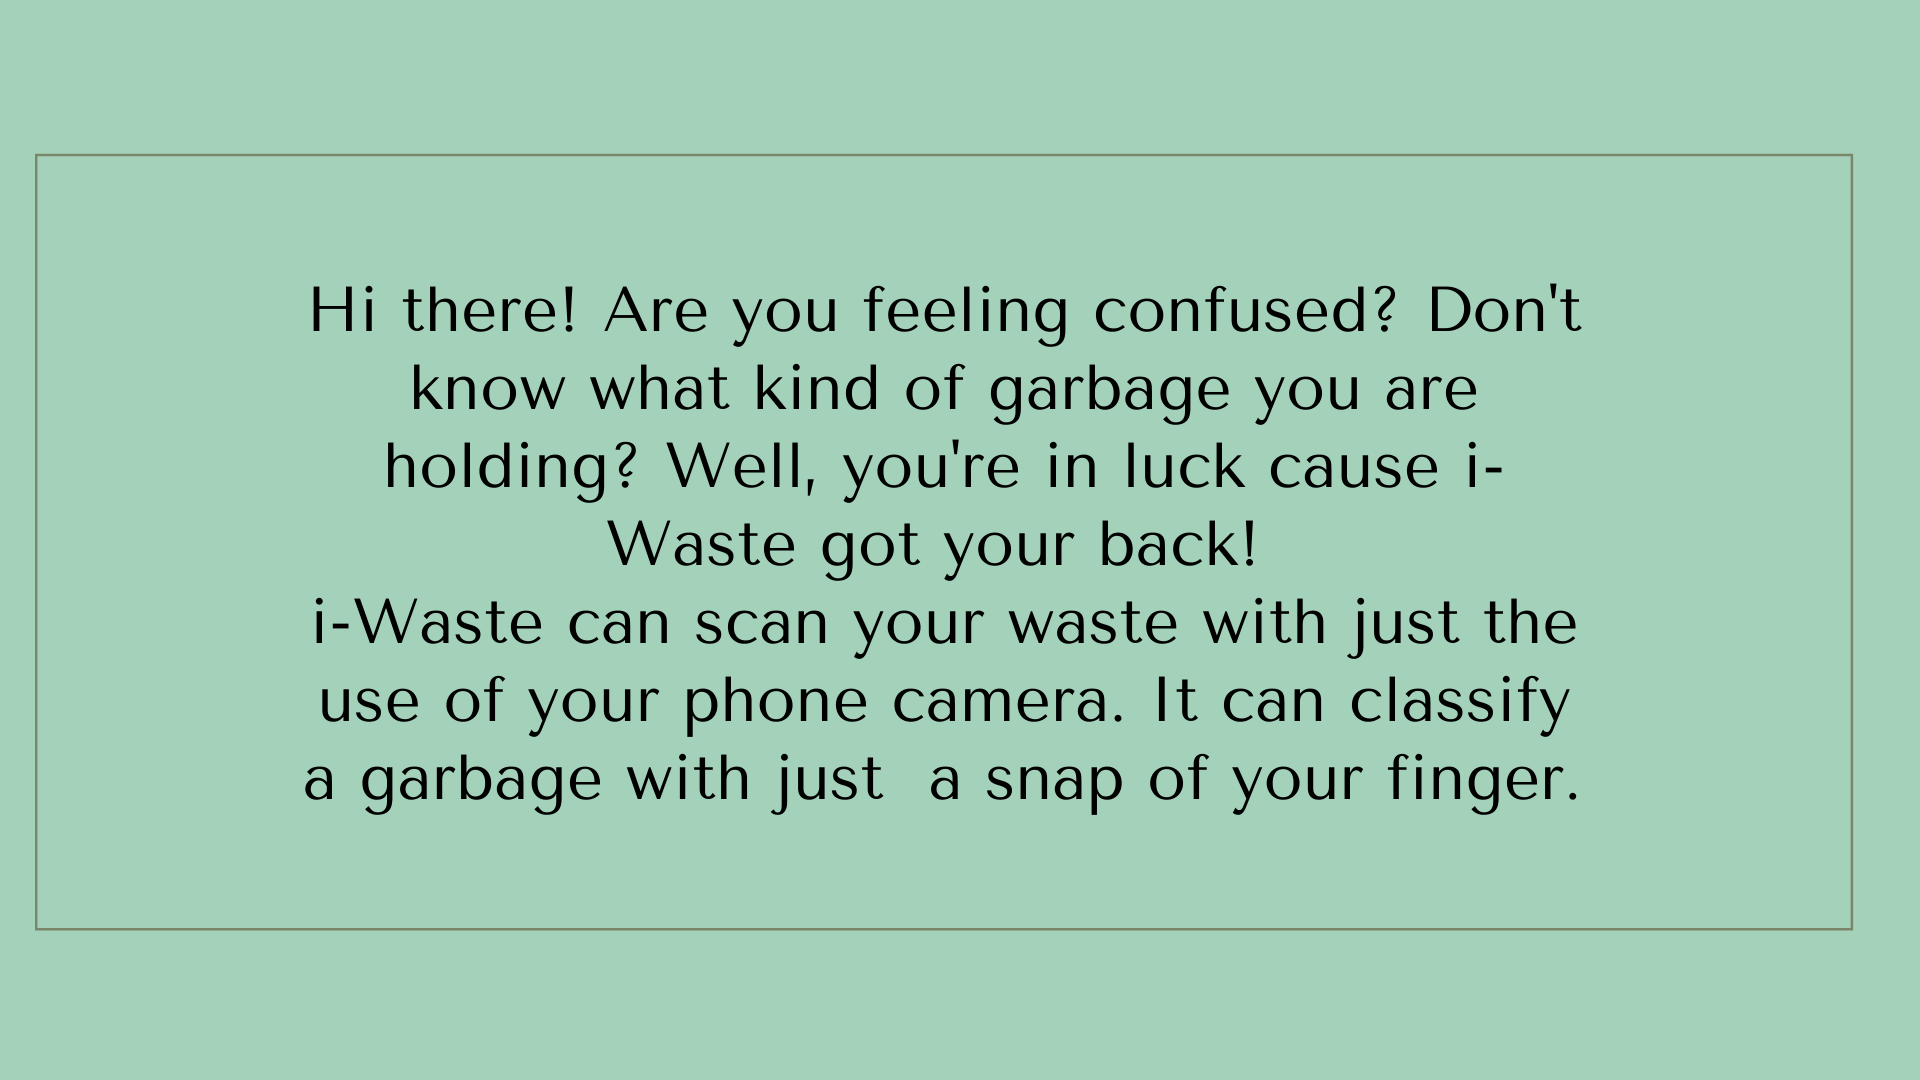 Hi there! Are you feeling confused? Don't
know what kind of garbage you are
holding? Well, you're in luck cause i-
Waste got your back!
i-Waste can scan your waste with just the
use of your phone camera. It can classify
a garbage with just  a snap of your finger.